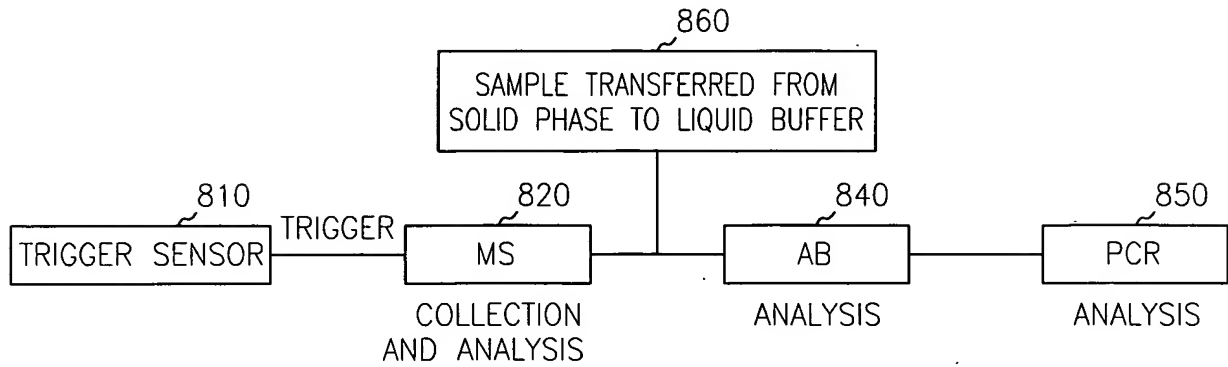 860
SAMPLE TRANSFERRED FROM
SOLID PHASE TO LIQUID BUFFER
810
TRIGGER SENSOR
TRIGGER
820
MS
COLLECTION
AND ANALYSIS
840
AB
ANALYSIS
850
PCR
ANALYSIS